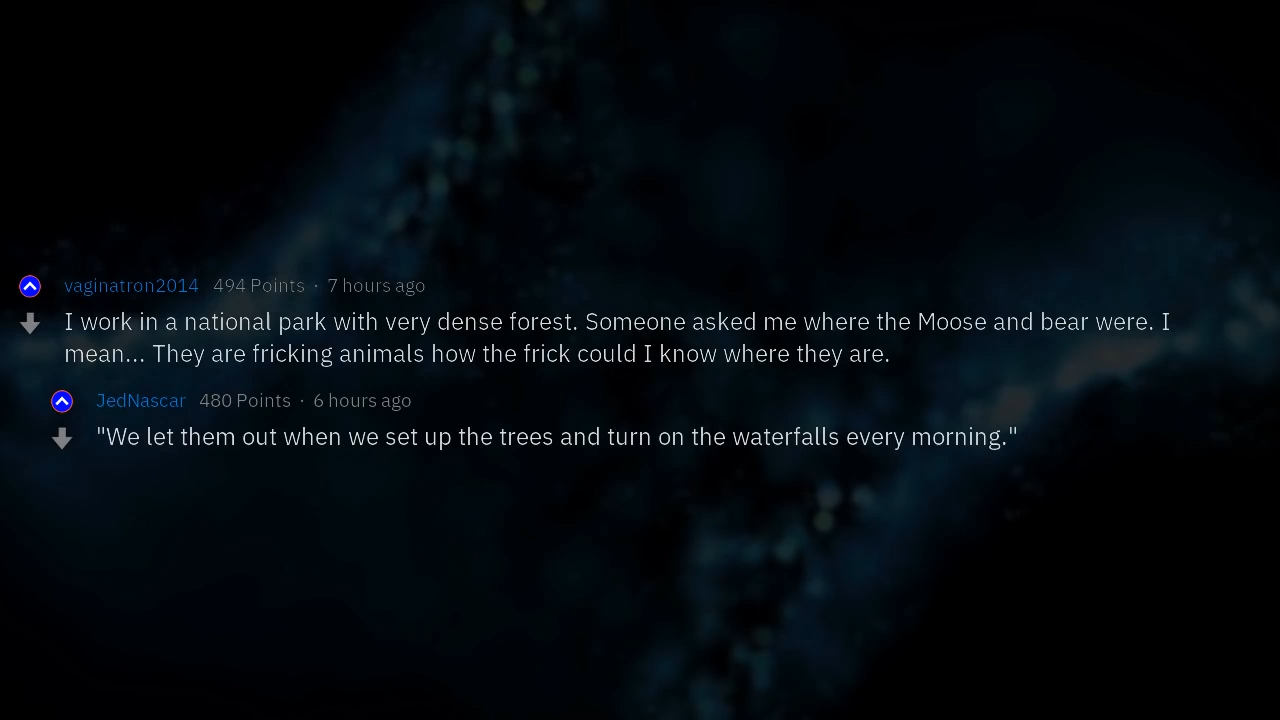 vaginatron2014 494 Points · 7 hours ago
I work in a national park with very dense forest. Someone asked me where the Moose and bear were. I
mean... They are fricking animals how the frick could I know where they are.
JedNascar 480 Points · 6 hours ago
"We let them out when we set up the trees and turn on the waterfalls every morning."